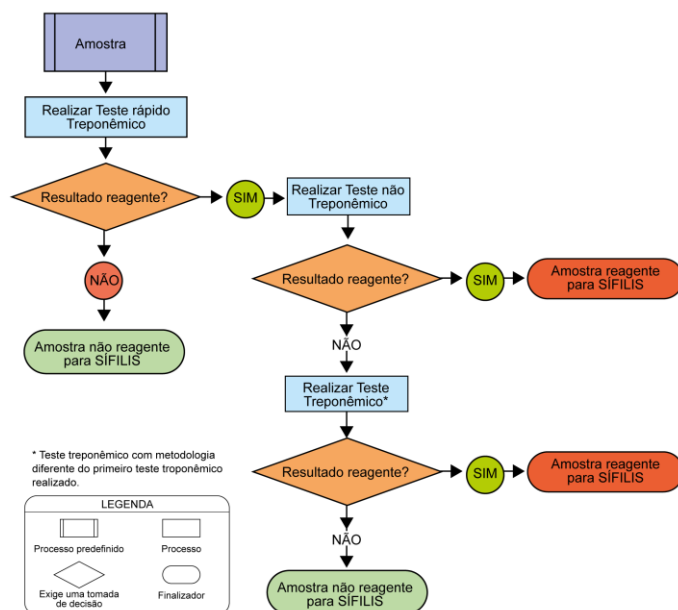 Amostra
Realizar Teste rápido
Treponêmico
Resultado reagente?
SIM
Realizar Teste não
Treponêmico
NÃO
Amostra não reagente
para SÍFILIS
Resultado reagente?
SIM
Amostra reagente
para SÍFILIS
NÃO
Realizar Teste
Treponêmico*
Resultado reagente?
SIM
Amostra reagente
para SÍFILIS
NÃO
Amostra não reagente
para SÍFILIS
* Teste treponêmico com metodologia
diferente do primeiro teste troponêmico
realizado.
LEGENDA
Processo predefinido
Processo
Exige uma tomada
de decisão
Finalizador